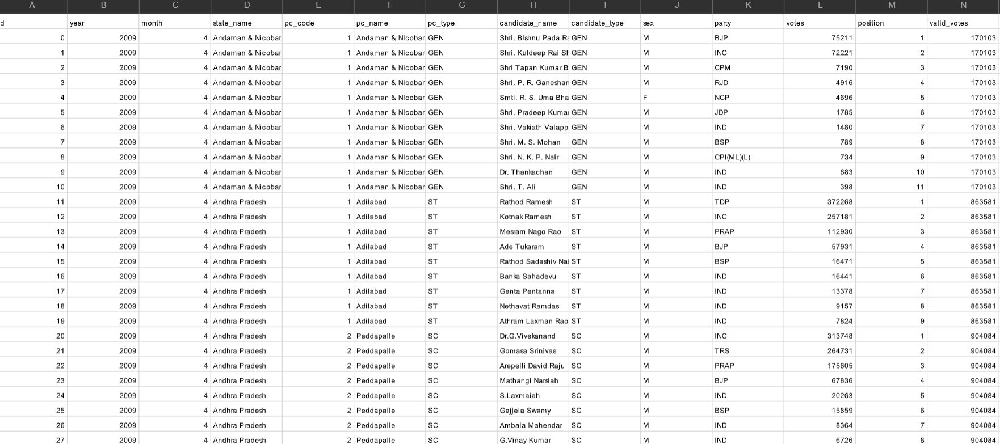 A B C D E F G H I J K L M N
d year month state_name pc_code pc_name pc_type candidate_name candidate_type sex party votes position valid_votes
0 2009 4 Andaman & Nicobar 1 Andaman & Nicobar GEN Shri. Bishnu Pada Ra GEN M BJP 75211 1 170103
1 2009 4 Andaman & Nicobar 1 Andaman & Nicobar GEN Shri. Kuldeep Rai Sh GEN M INC 72221 2 170103
2 2009 4 Andaman & Nicobar 1 Andaman & Nicobar GEN Shri Tapan Kumar B GEN M CPM 7190 3 170103
3 2009 4 Andaman & Nicobar 1 Andaman & Nicobar GEN Shri. P. R. Ganeshan GEN M RJD 4916 4 170103
4 2009 4 Andaman & Nicobar 1 Andaman & Nicobar GEN Smti. R. S. Uma Bha GEN F NCP 4696 5 170103
5 2009 4 Andaman & Nicobar 1 Andaman & Nicobar GEN Shri. Pradeep Kumar GEN M JDP 1785 6 170103
6 2009 4 Andaman & Nicobar 1 Andaman & Nicobar GEN Shri. Vakiath Valapp GEN M IND 1480 7 170103
7 2009 4 Andaman & Nicobar 1 Andaman & Nicobar GEN Shri. M. S. Mohan GEN M BSP 789 8 170103
8 2009 4 Andaman & Nicobar 1 Andaman & Nicobar GEN Shri. N. K. P. Nair GEN M CPI(ML)(L) 734 9 170103
9 2009 4 Andaman & Nicobar 1 Andaman & Nicobar GEN Dr. Thankachan GEN M IND 683 10 170103
10 2009 4 Andaman & Nicobar 1 Andaman & Nicobar GEN Shri. T. Ali GEN M IND 398 11 170103
11 2009 4 Andhra Pradesh 1 Adilabad ST Rathod Ramesh ST M TDP 372268 1 863581
12 2009 4 Andhra Pradesh 1 Adilabad ST Kotnak Ramesh ST M INC 257181 2 863581
13 2009 4 Andhra Pradesh 1 Adilabad ST Mesram Nago Rao ST M PRAP 112930 3 863581
14 2009 4 Andhra Pradesh 1 Adilabad ST Ade Tukaram ST M BJP 57931 4 863581
15 2009 4 Andhra Pradesh 1 Adilabad ST Rathod Sadashiv Nai ST M BSP 16471 5 863581
16 2009 4 Andhra Pradesh 1 Adilabad ST Banka Sahadevu ST M IND 16441 6 863581
17 2009 4 Andhra Pradesh 1 Adilabad ST Ganta Pentanna ST M IND 13378 7 863581
18 2009 4 Andhra Pradesh 1 Adilabad ST Nethavat Ramdas ST M IND 9157 8 863581
19 2009 4 Andhra Pradesh 1 Adilabad ST Athram Laxman Rao ST M IND 7824 9 863581
20 2009 4 Andhra Pradesh 2 Peddapalle SC Dr.G.Vivekanand SC M INC 313748 1 904084
21 2009 4 Andhra Pradesh 2 Peddapalle SC Gomasa Srinivas SC M TRS 264731 2 904084
22 2009 4 Andhra Pradesh 2 Peddapalle SC Arepelli David Raju SC M PRAP 175605 3 904084
23 2009 4 Andhra Pradesh 2 Peddapalle SC Mathangi Narsiah SC M BJP 67836 4 904084
24 2009 4 Andhra Pradesh 2 Peddapalle SC S.Laxmaiah SC M IND 20263 5 904084
25 2009 4 Andhra Pradesh 2 Peddapalle SC Gajjela Swamy SC M BSP 15859 6 904084
26 2009 4 Andhra Pradesh 2 Peddapalle SC Ambala Mahendar SC M IND 8364 7 904084
27 2009 4 Andhra Pradesh 2 Peddapalle SC G.Vinay Kumar SC M IND 6726 8 904084